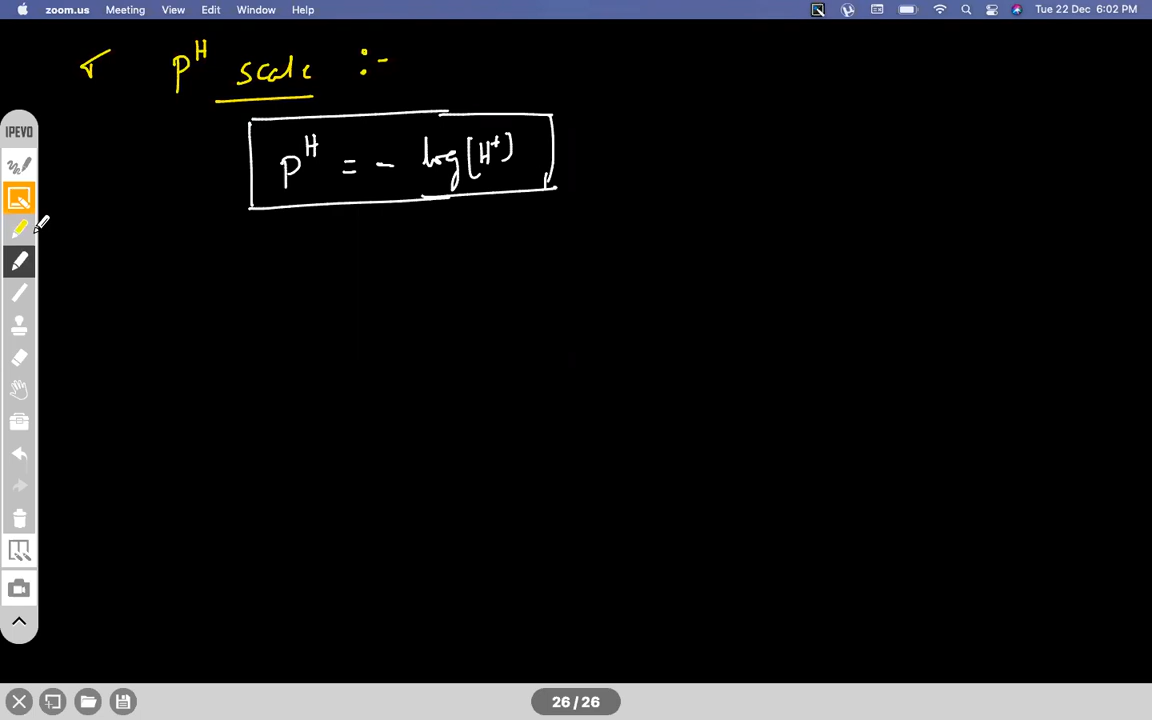 zoom.us Meeting View Edit Window Help Tue 22 Dec 6:02 PM
pH scale :-
IPEVO
pH = - log[H+)
26 / 26